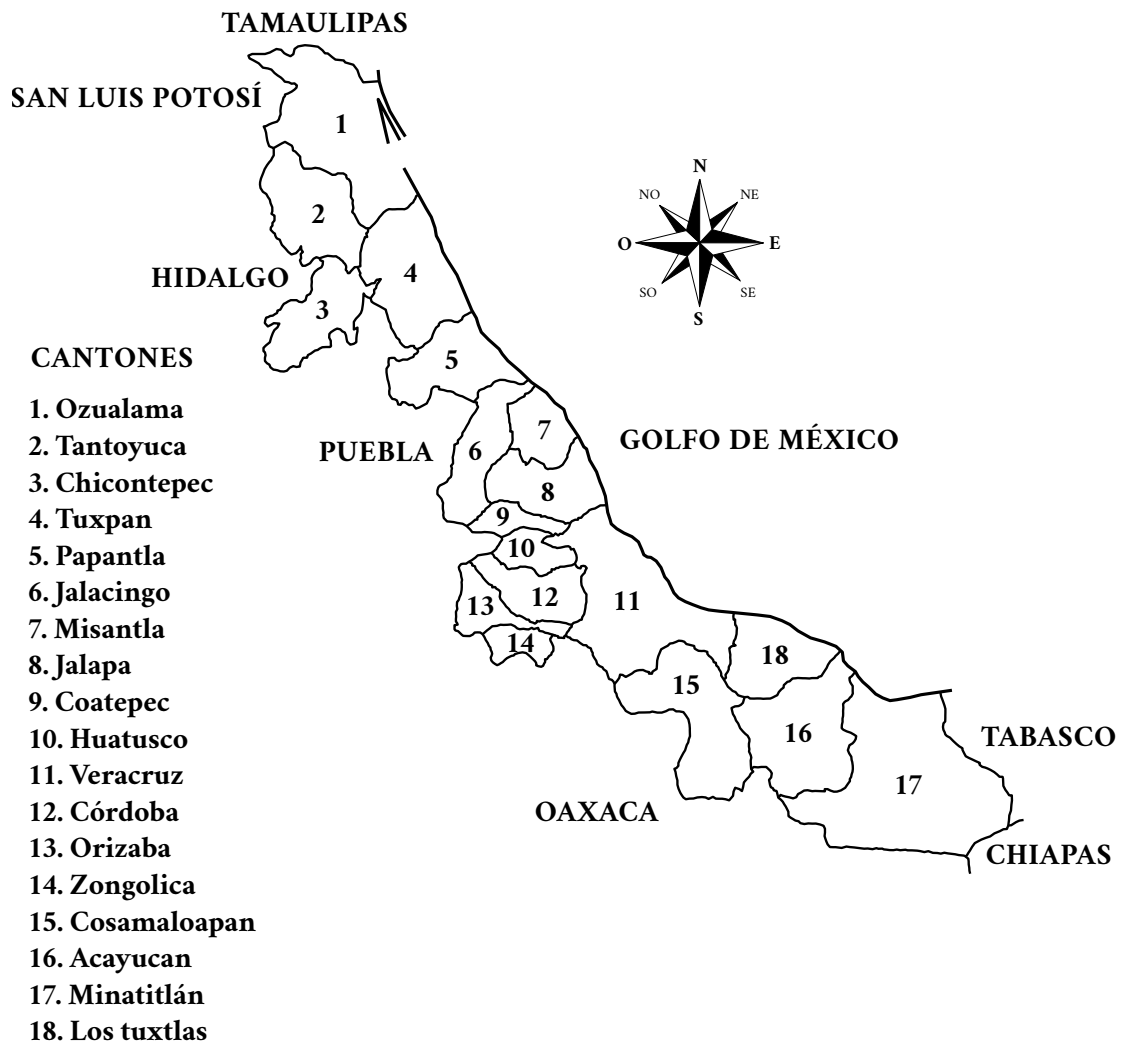 TAMAULIPAS
SAN LUIS POTOSÍ
1
N
NO
NE
2
O
E
HIDALGO
4
SO
SE
3
S
CANTONES
5
1. Ozualama
2. Tantoyuca
3. Chicontepec
4. Tuxpan
5. Papantla
6. Jalacingo
7. Misantla
8. Jalapa
9. Coatepec
10. Huatusco
11. Veracruz
12. Córdoba
13. Orizaba
14. Zongolica
15. Cosamaloapan
16. Acayucan
17. Minatitlán
18. Los tuxtlas
7
GOLFO DE MÉXICO
PUEBLA
6
8
9
10
12
11
13
14
18
15
16
TABASCO
17
OAXACA
CHIAPAS